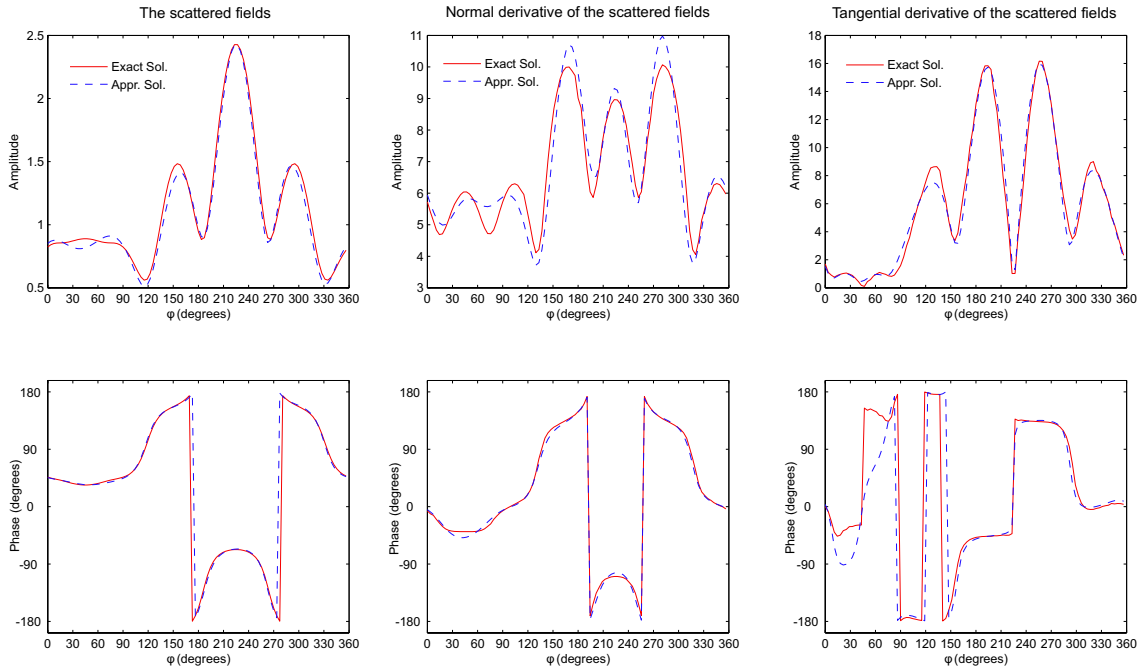 The scattered fields
Normal derivative of the scattered fields
Tangential derivative of the scattered fields
2.5
2
1.5
1
0.5
Amplitude
Exact Sol.
Appr. Sol.
0 30 60 90 120 150 180 210 240 270 300 330 360
φ (degrees)
11
10
9
8
7
6
5
4
3
Amplitude
Exact Sol.
Appr. Sol.
0 30 60 90 120 150 180 210 240 270 300 330 360
φ (degrees)
18
16
14
12
10
8
6
4
2
0
Amplitude
Exact Sol.
Appr. Sol.
0 30 60 90 120 150 180 210 240 270 300 330 360
φ (degrees)
180
90
0
-90
-180
Phase (degrees)
0 30 60 90 120 150 180 210 240 270 300 330 360
φ (degrees)
180
90
0
-90
-180
Phase (degrees)
0 30 60 90 120 150 180 210 240 270 300 330 360
φ (degrees)
180
90
0
-90
-180
Phase (degrees)
0 30 60 90 120 150 180 210 240 270 300 330 360
φ (degrees)